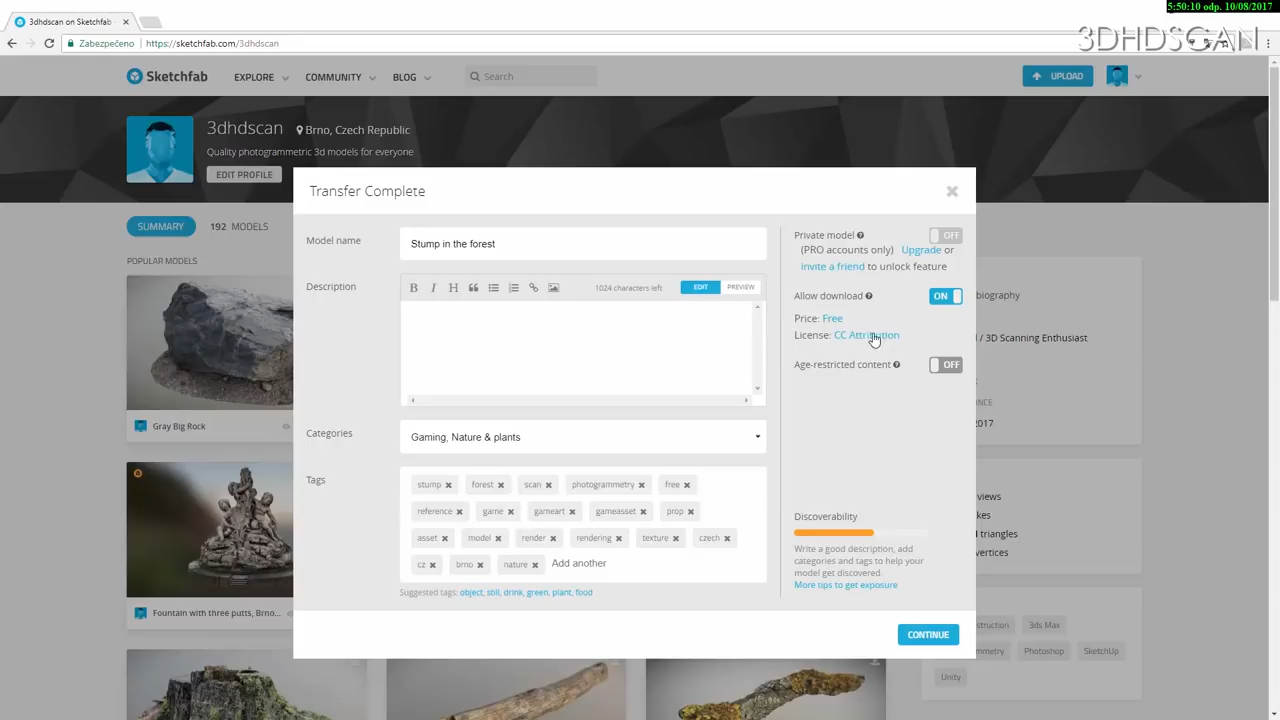 5:50:10 odp. 10/08/2017
3dhdscan on Sketchfab
Zabezpečeno
https://sketchfab.com/3dhdscan
3DHDSCAN
Sketchfab
EXPLORE
COMMUNITY
BLOG
Search
UPLOAD
3dhdscan
Brno, Czech Republic
Quality photogrammetric 3d models for everyone
EDIT PROFILE
SUMMARY
192 MODELS
POPULAR MODELS
Gray Big Rock
Fountain with three putts, Brno...
Transfer Complete
Model name
Stump in the forest
Description
B I H
1024 characters left
EDIT
PREVIEW
Categories
Gaming, Nature & plants
Tags
stump forest scan photogrammetry free
reference game gameart gameasset prop
asset model render rendering texture czech
cz brno nature Add another
Suggested tags: object, still, drink, green, plant, food
Private model
OFF
(PRO accounts only) Upgrade or
invite a friend to unlock feature
Allow download
ON
Price: Free
License: CC Attribution
Age-restricted content
OFF
Discoverability
Write a good description, add
categories and tags to help your
model get discovered.
More tips to get exposure
CONTINUE
biography
/ 3D Scanning Enthusiast
2017
3ds Max
Photoshop
SketchUp
Unity